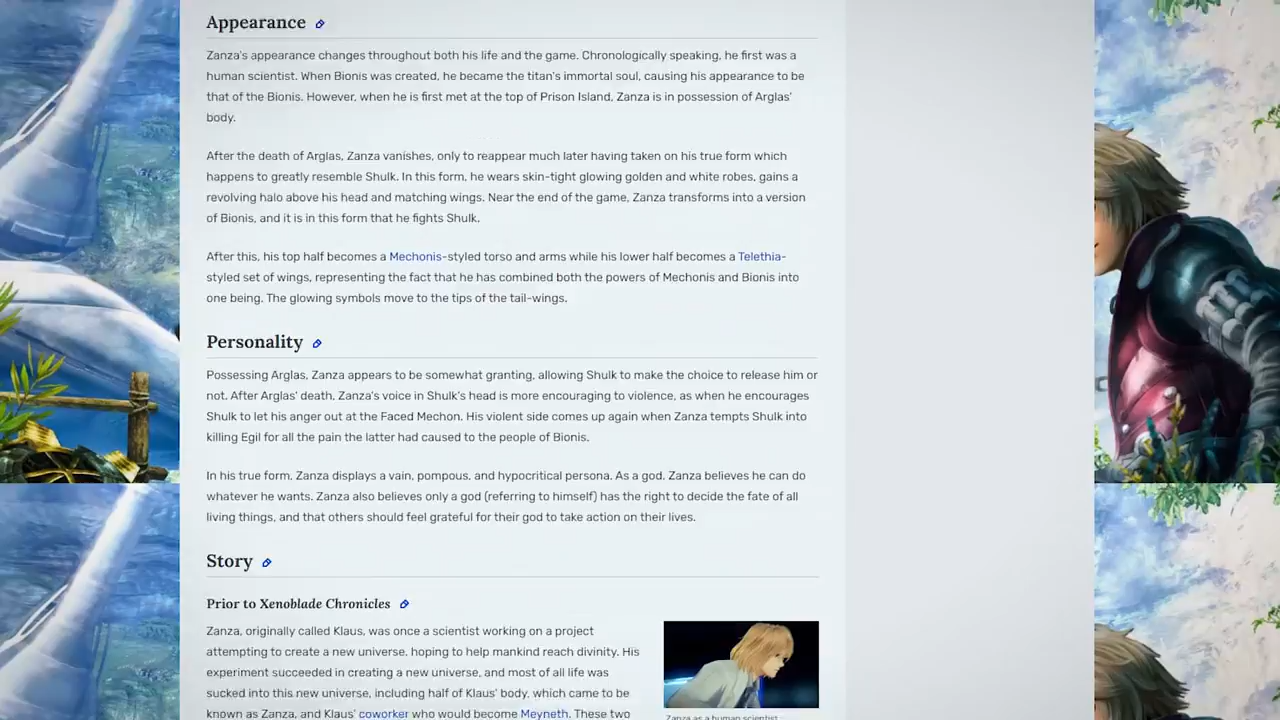 Appearance
Zanza's appearance changes throughout both his life and the game. Chronologically speaking, he first was a
human scientist. When Bionis was created, he became the titan's immortal soul, causing his appearance to be
that of the Bionis. However, when he is first met at the top of Prison Island, Zanza is in possession of Arglas'
body.
After the death of Arglas, Zanza vanishes, only to reappear much later having taken on his true form which
happens to greatly resemble Shulk. In this form, he wears skin-tight glowing golden and white robes, gains a
revolving halo above his head and matching wings. Near the end of the game, Zanza transforms into a version
of Bionis, and it is in this form that he fights Shulk.
After this, his top half becomes a Mechonis-styled torso and arms while his lower half becomes a Telethia-
styled set of wings, representing the fact that he has combined both the powers of Mechonis and Bionis into
one being. The glowing symbols move to the tips of the tail-wings.
Personality
Possessing Arglas, Zanza appears to be somewhat granting, allowing Shulk to make the choice to release him or
not. After Arglas' death, Zanza's voice in Shulk's head is more encouraging to violence, as when he encourages
Shulk to let his anger out at the Faced Mechon. His violent side comes up again when Zanza tempts Shulk into
killing Egil for all the pain the latter had caused to the people of Bionis.
In his true form, Zanza displays a vain, pompous, and hypocritical persona. As a god, Zanza believes he can do
whatever he wants. Zanza also believes only a god (referring to himself) has the right to decide the fate of all
living things, and that others should feel grateful for their god to take action on their lives.
Story
Prior to Xenoblade Chronicles
Zanza, originally called Klaus, was once a scientist working on a project
attempting to create a new universe, hoping to help mankind reach divinity. His
experiment succeeded in creating a new universe, and most of all life was
sucked into this new universe, including half of Klaus' body, which came to be
known as Zanza, and Klaus' coworker who would become Meyneth. These two
Zanza as a human scientist